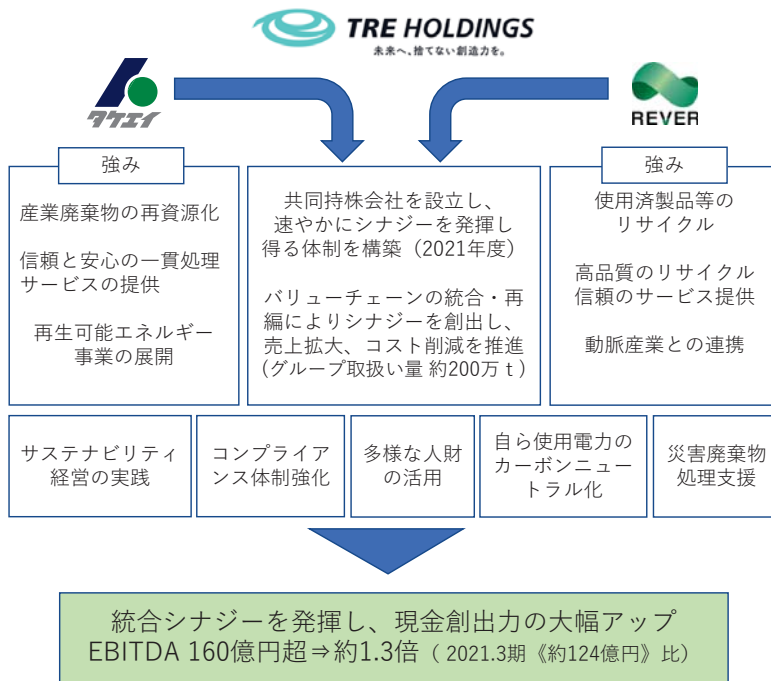 TRE HOLDINGS
未来へ、捨てない創造力を。
タケエイ
REVER
強み
産業廃棄物の再資源化
信頼と安心の一貫処理
サービスの提供
再生可能エネルギー
事業の展開
共同持株会社を設立し、
速やかにシナジーを発揮し
得る体制を構築（2021年度）
バリューチェーンの統合・再
編によりシナジーを創出し、
売上拡大、コスト削減を推進
(グループ取扱い量 約200万ｔ)
強み
使用済製品等の
リサイクル
高品質のリサイクル
信頼のサービス提供
動脈産業との連携
サステナビリティ
経営の実践
コンプライア
ンス体制強化
多様な人財
の活用
自ら使用電力の
カーボンニュー
トラル化
災害廃棄物
処理支援
統合シナジーを発揮し、現金創出力の大幅アップ
EBITDA 160億円超⇒約1.3倍（ 2021.3期《約124億円》比）